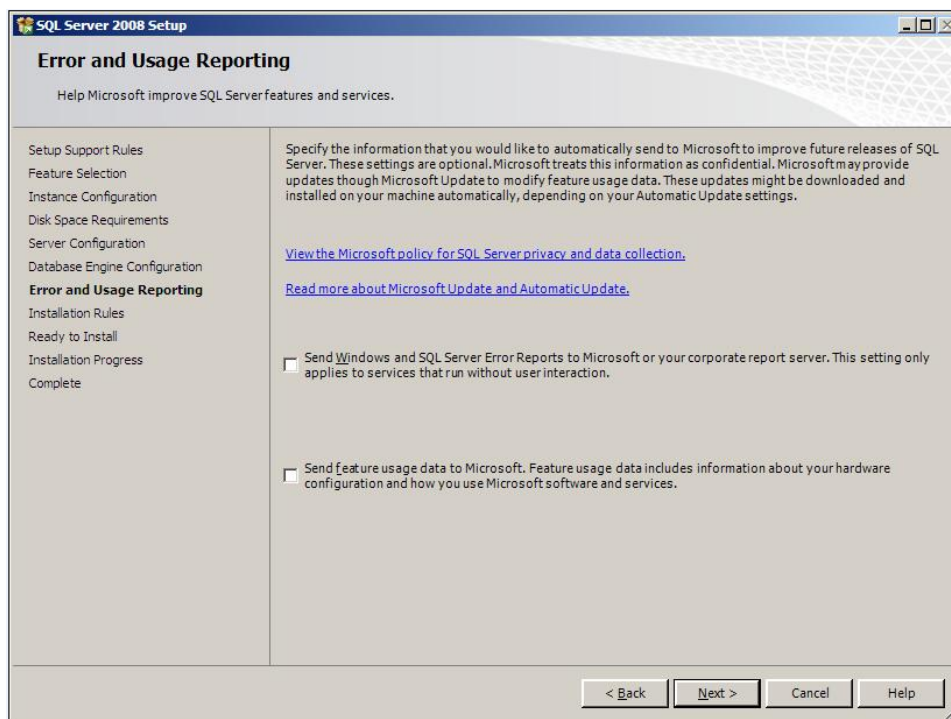 SQL Server 2008 Setup
Error and Usage Reporting
Help Microsoft improve SQL Server features and services.
Setup Support Rules
Feature Selection
Instance Configuration
Disk Space Requirements
Server Configuration
Database Engine Configuration
Error and Usage Reporting
Installation Rules
Ready to Install
Installation Progress
Complete
Specify the information that you would like to automatically send to Microsoft to improve future releases of SQL
Server. These settings are optional. Microsoft treats this information as confidential. Microsoft may provide
updates though Microsoft Update to modify feature usage data. These updates might be downloaded and
installed on your machine automatically, depending on your Automatic Update settings.
View the Microsoft policy for SQL Server privacy and data collection.
Read more about Microsoft Update and Automatic Update.
Send Windows and SQL Server Error Reports to Microsoft or your corporate report server. This setting only
applies to services that run without user interaction.
Send feature usage data to Microsoft. Feature usage data includes information about your hardware
configuration and how you use Microsoft software and services.
< Back
Next >
Cancel
Help